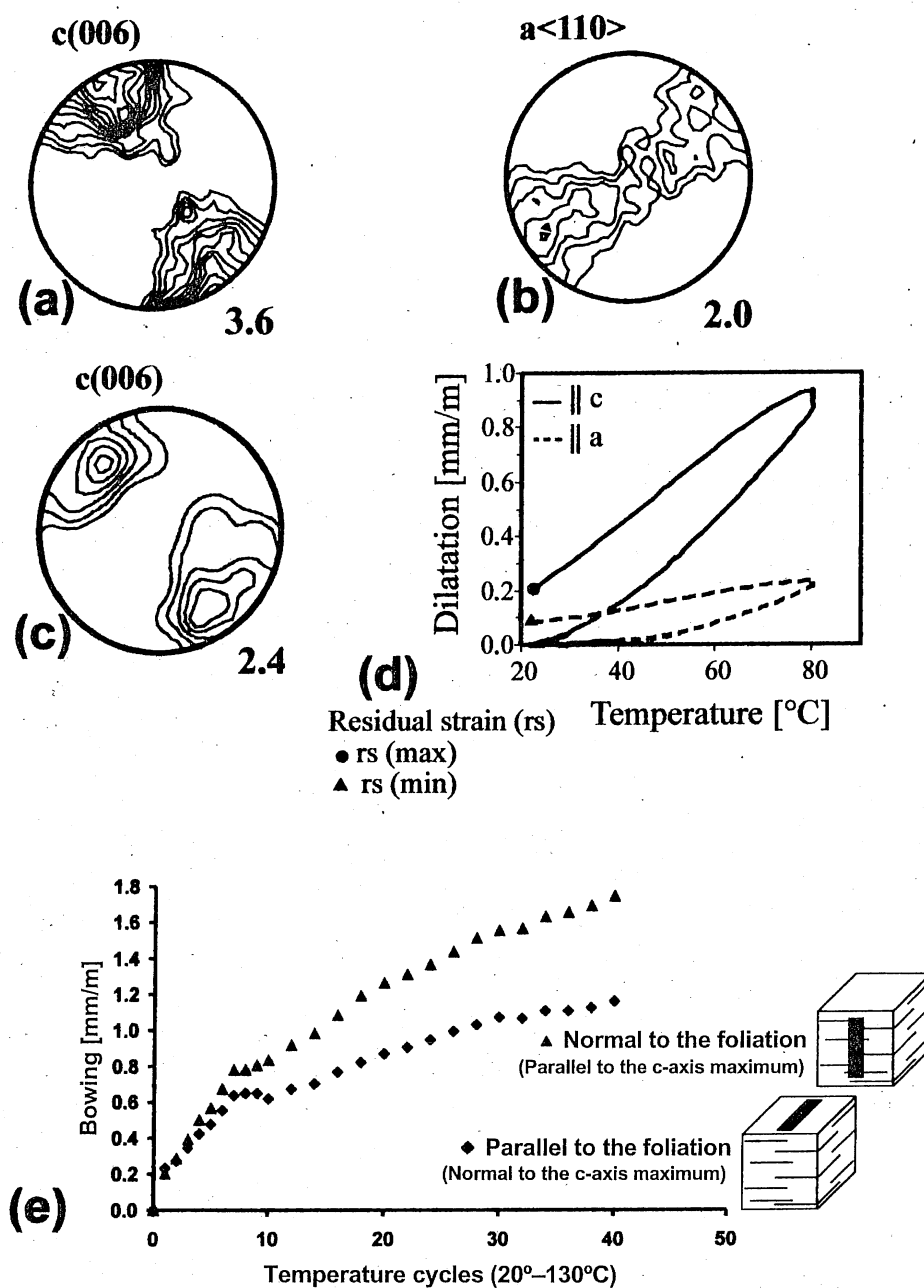 c(006)
a<110>
(a)
3.6
(b)
2.0
c(006)
(c)
2.4
Dilatation [mm/m]
1.0
0.8
0.6
0.4
0.2
0.0
|| c
|| a
20
40
60
80
(d)
Temperature [°C]
Residual strain (rs)
● rs (max)
▲ rs (min)
(e)
Bowing [mm/m]
1.8
1.6
1.4
1.2
1.0
0.8
0.6
0.4
0.2
0.0
▲ Normal to the foliation
(Parallel to the c-axis maximum)
◆ Parallel to the foliation
(Normal to the c-axis maximum)
0
10
20
30
40
50
Temperature cycles (20º–130ºC)